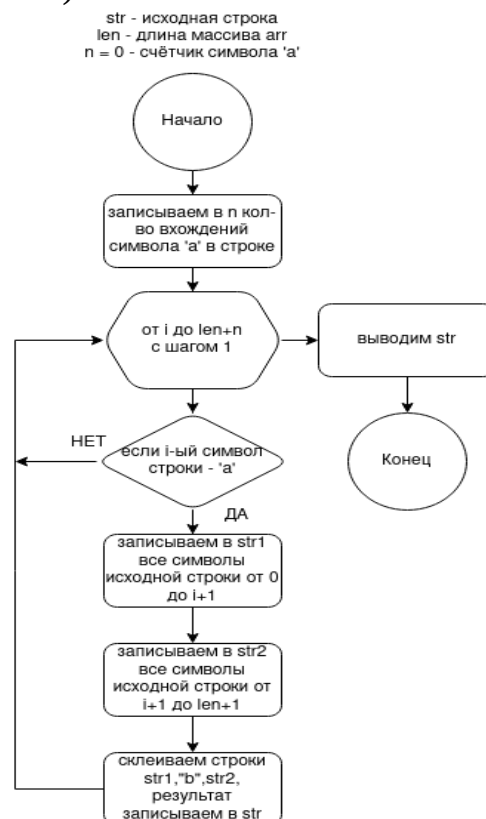 str - исходная строка
len - длина массива arr
n = 0 - счётчик символа 'a'
Начало
записываем в n кол-
во вхождений
символа 'a' в строке
от i до len+n
с шагом 1
выводим str
Конец
НЕТ
если i-ый символ
строки - 'a'
ДА
записываем в str1
все символы
исходной строки от 0
до i+1
записываем в str2
все символы
исходной строки от
i+1 до len+1
склеиваем строки
str1,"b",str2,
результат
записываем в str